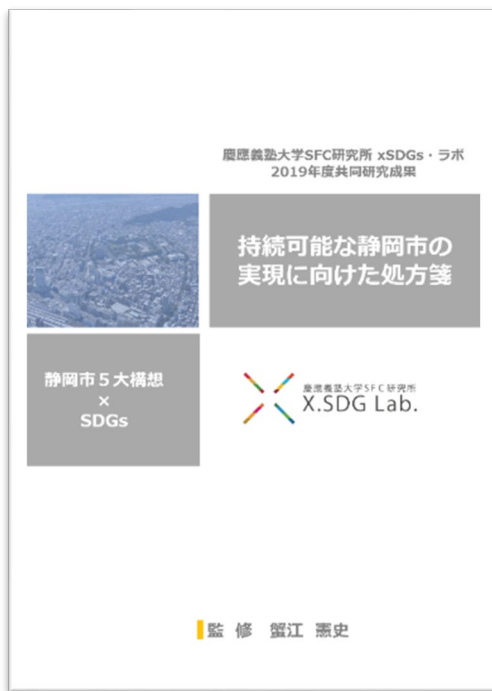 慶應義塾大学SFC研究所 xSDGs・ラボ
2019年度共同研究成果
持続可能な静岡市の
実現に向けた処方箋
静岡市5大構想
×
SDGs
慶應義塾大学SFC研究所
X.SDG Lab.
監 修 蟹江 憲史